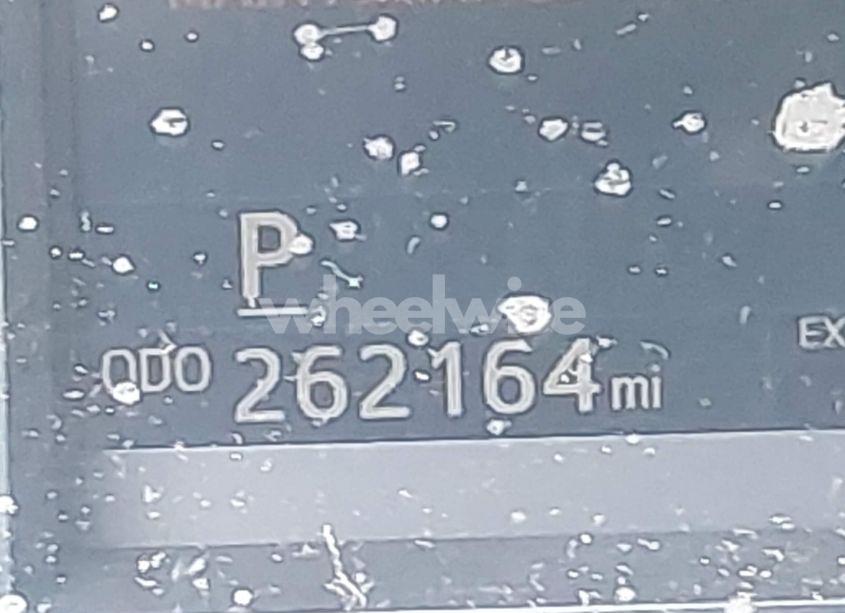 P
wheelwise
ODO 262164 mi
EX